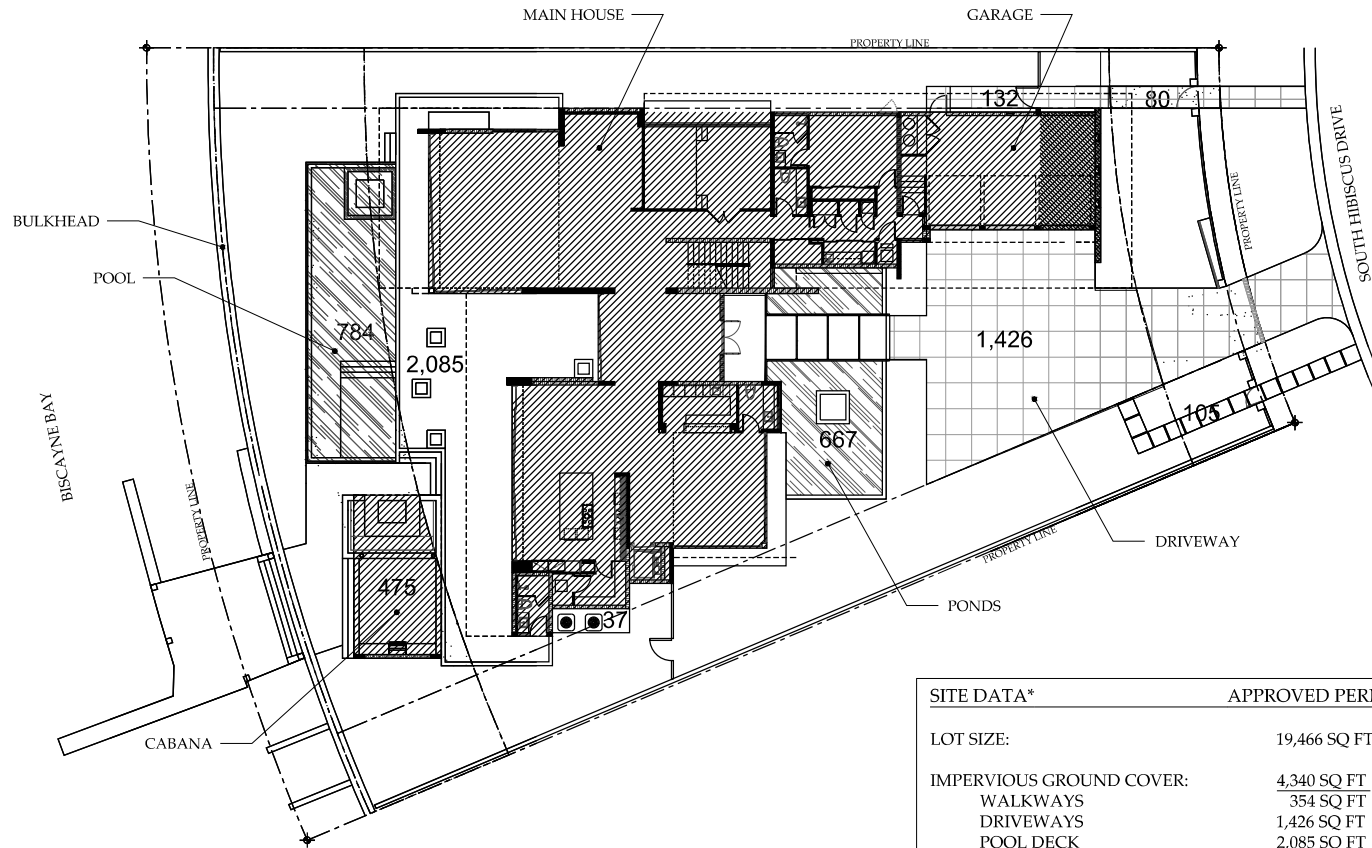 MAIN HOUSE
GARAGE
PROPERTY LINE
132
80
SOUTH HIBISCUS DRIVE
PROPERTY LINE
BULKHEAD
POOL
784
2,085
1,426
BISCAYNE BAY
105
667
PROPERTY LINE
DRIVEWAY
PROPERTY LINE
475
37
PONDS
CABANA
SITE DATA*
LOT SIZE: 19,466 SQ FT
IMPERVIOUS GROUND COVER: 4,340 SQ FT
WALKWAYS 354 SQ FT
DRIVEWAYS 1,426 SQ FT
POOL DECK 2,085 SQ FT